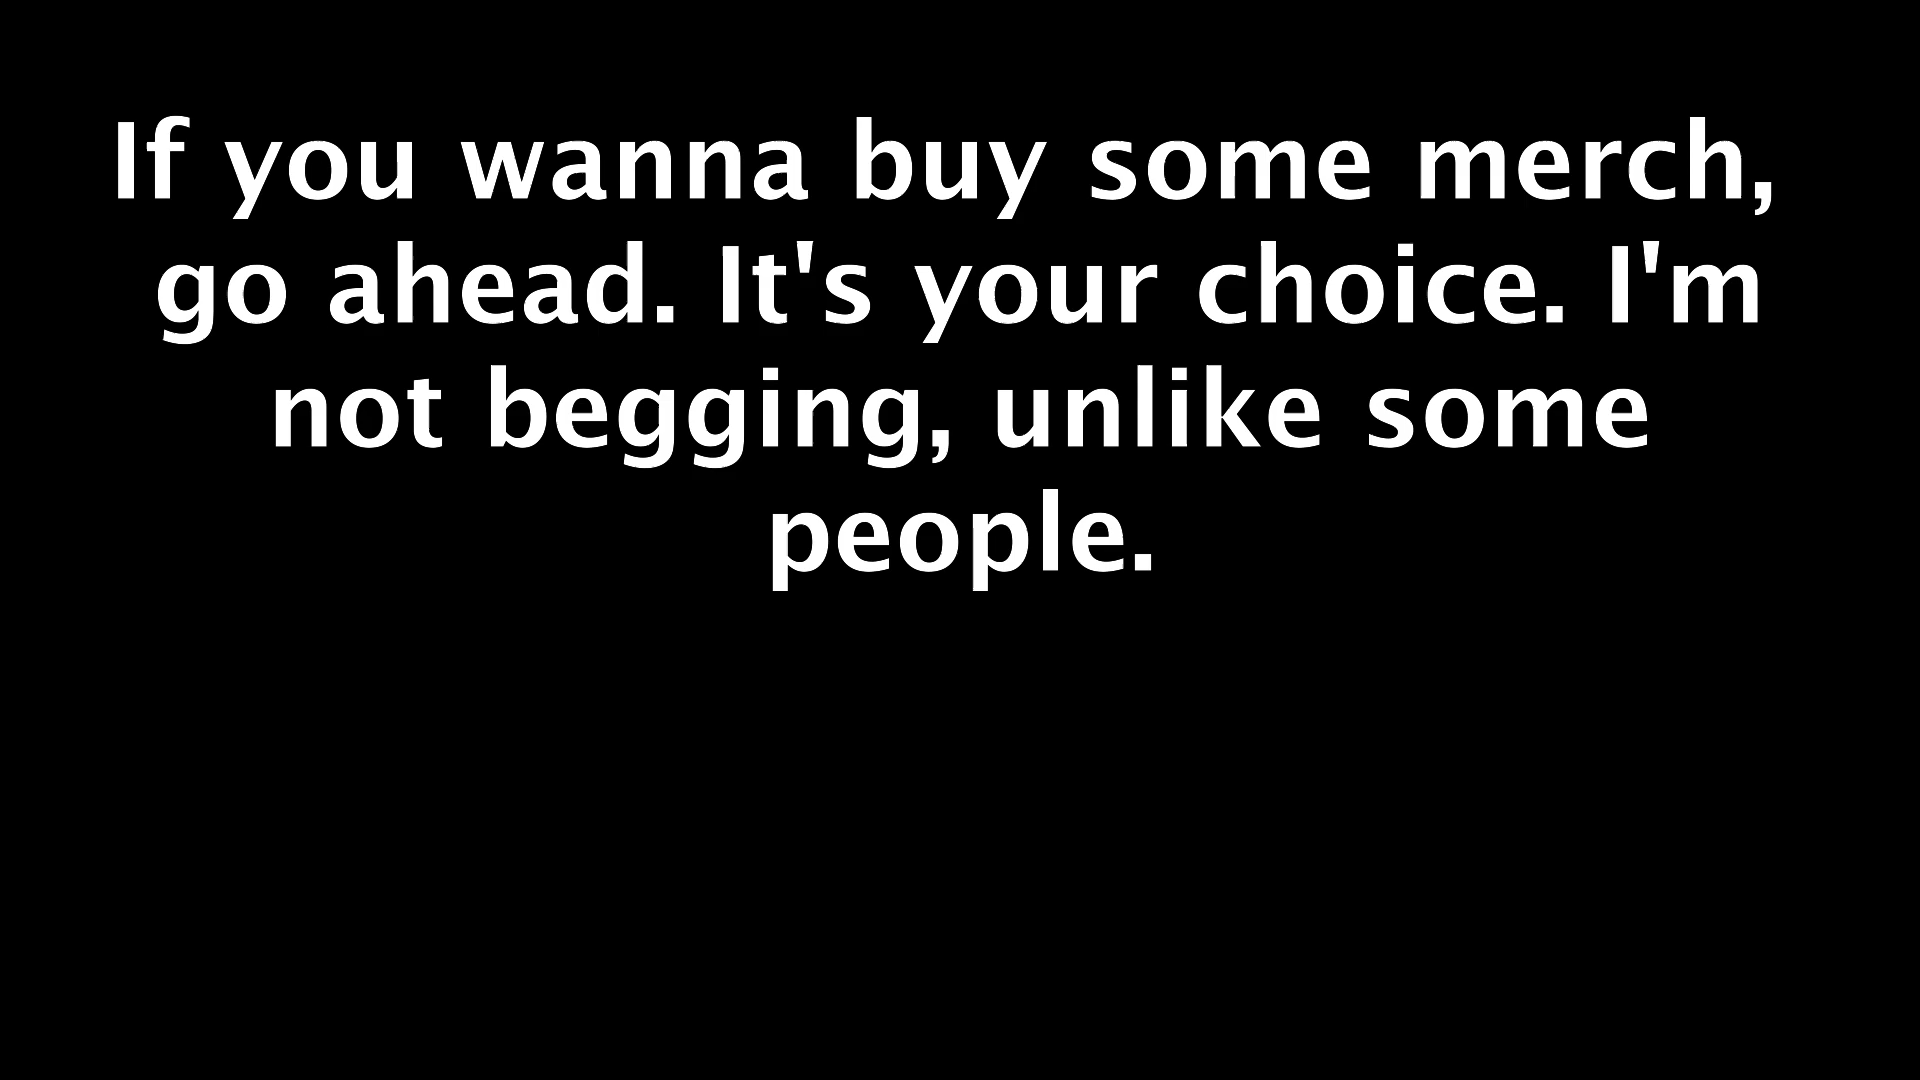 If you wanna buy some merch,
go ahead. It's your choice. I'm
not begging, unlike some
people.